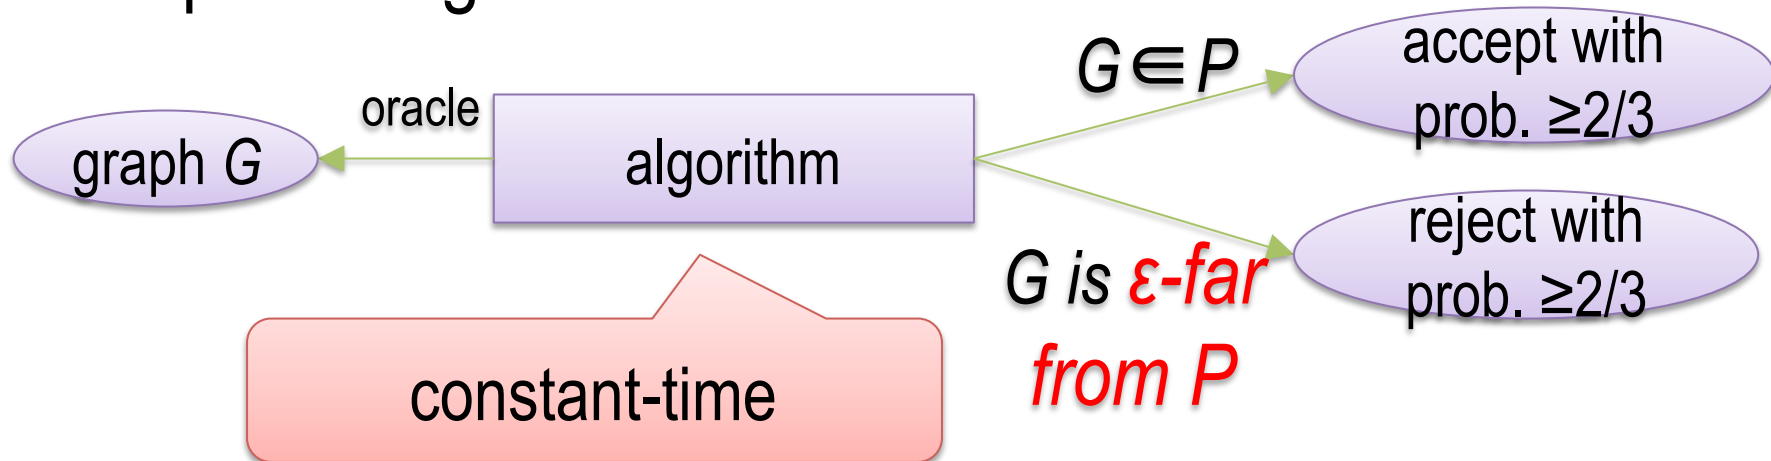 graph G
oracle
algorithm
G∈P
accept with
prob. ≥2/3
G is ε-far
from P
reject with
prob. ≥2/3
constant-time